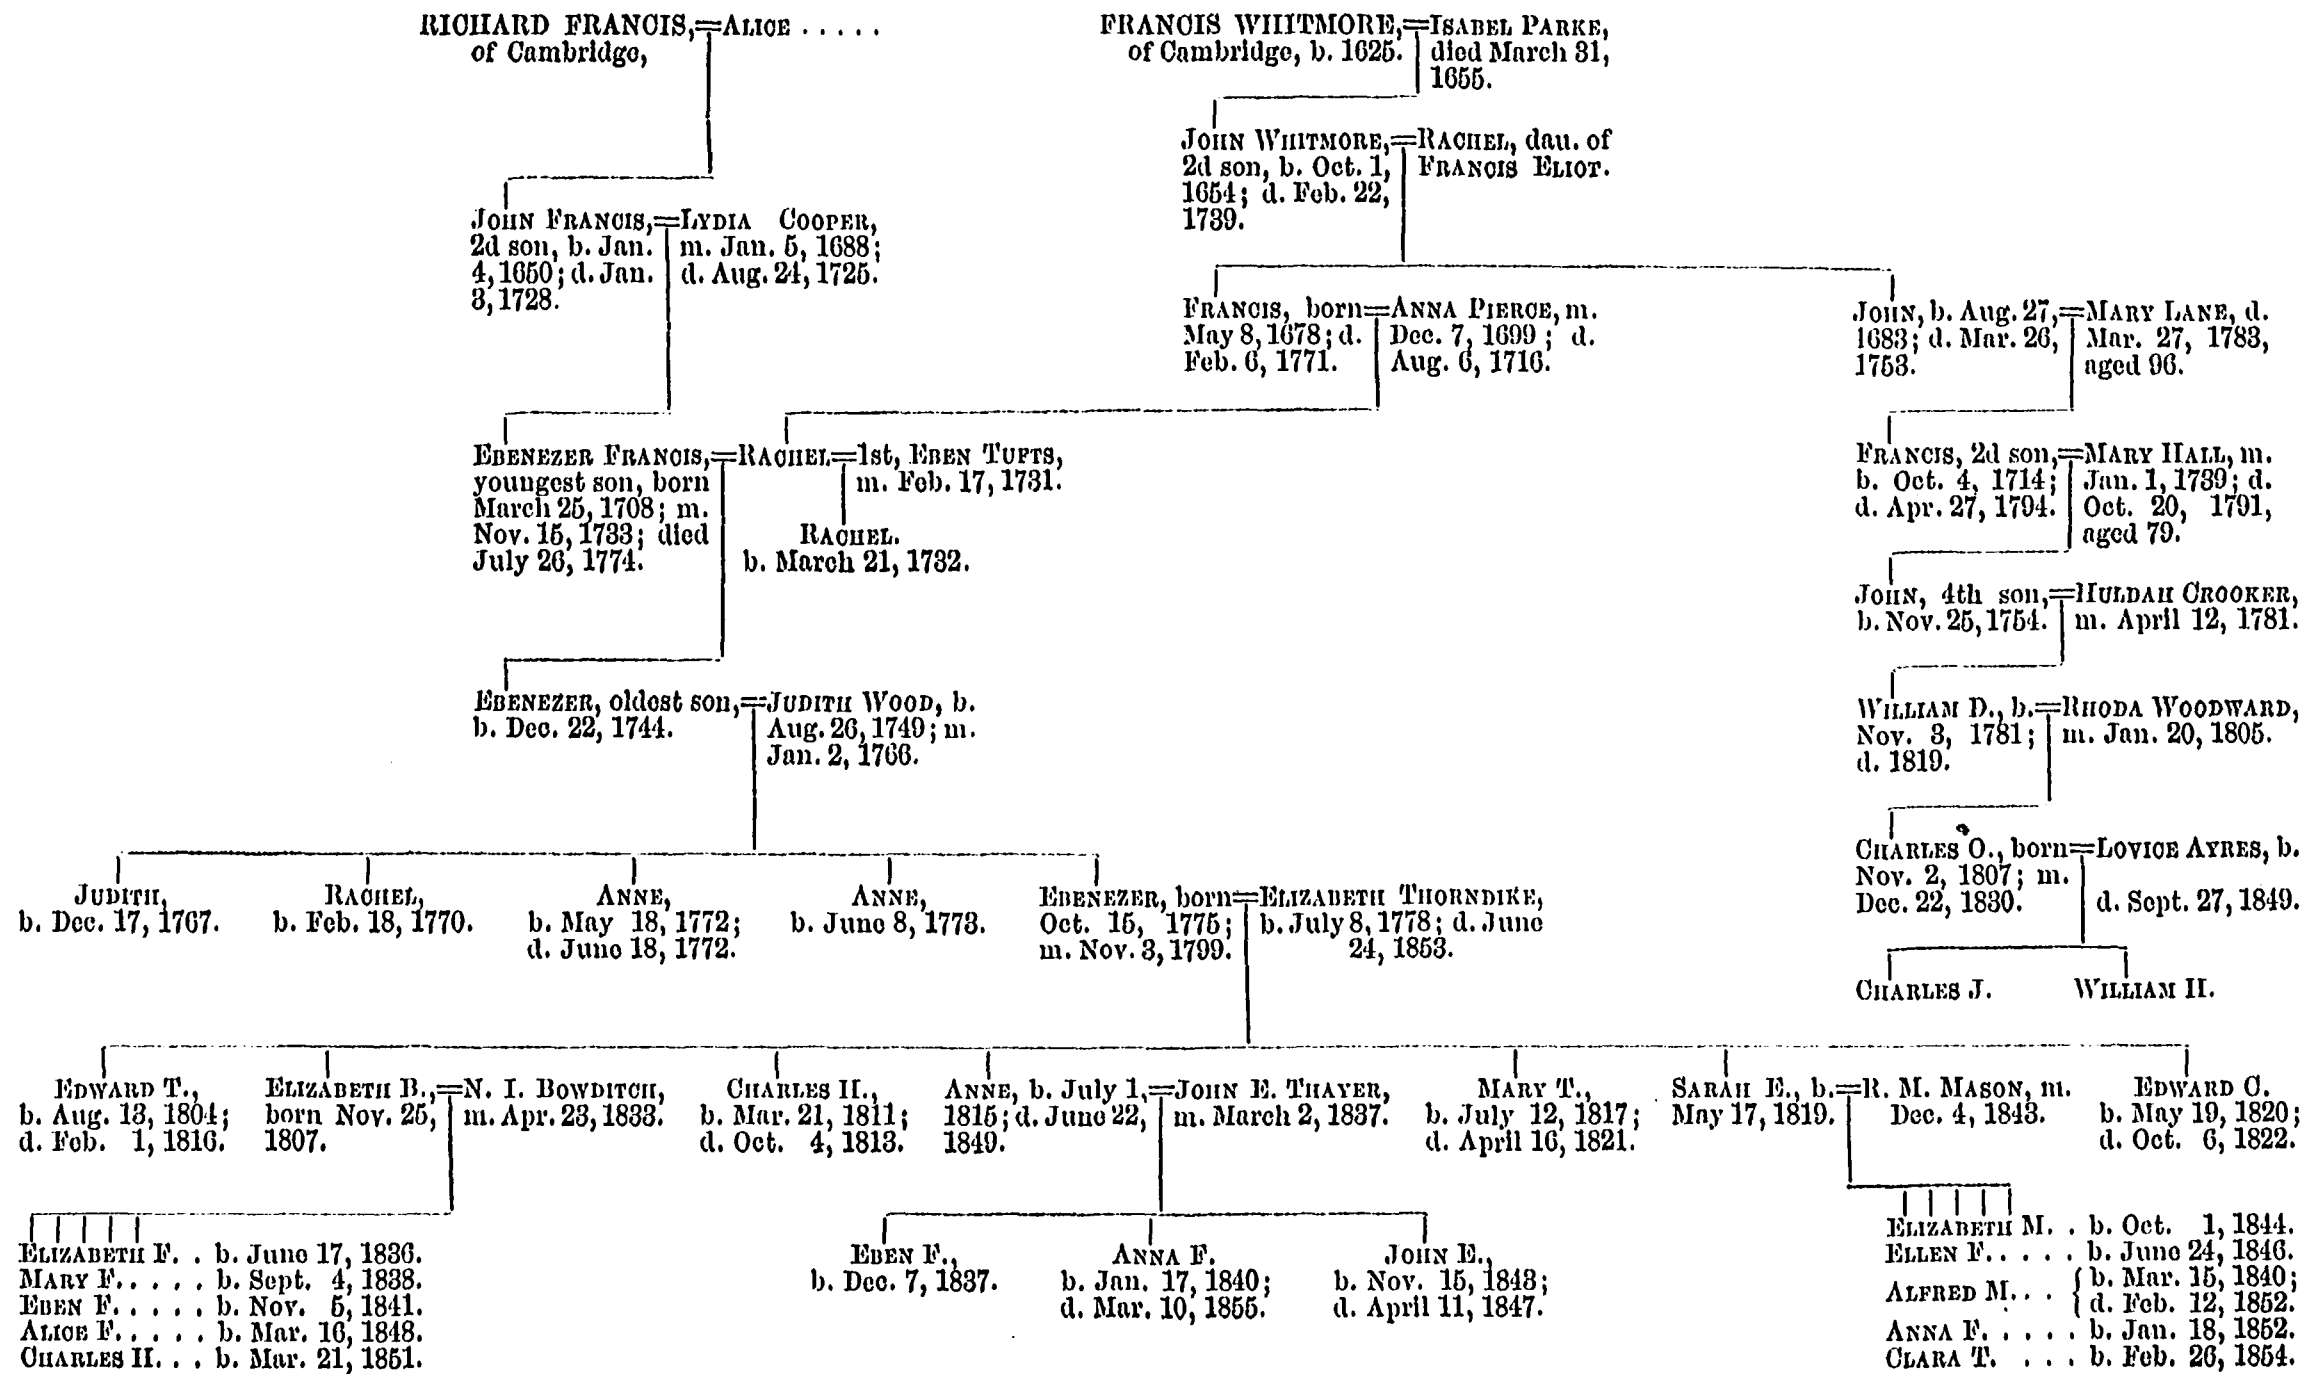 RICHARD FRANCIS,=ALICE . . . . .
of Cambridge,
FRANCIS WHITMORE,=ISABEL PARKE,
of Cambridge, b. 1625. died March 31,
1655.
JOHN WHITMORE,=RACHEL, dau. of
2d son, b. Oct. 1, FRANCIS ELIOT.
1654; d. Feb. 22,
1739.
JOHN FRANCIS,=LYDIA COOPER,
2d son, b. Jan. m. Jan. 5, 1688;
4, 1650; d. Jan. d. Aug. 24, 1725.
3, 1728.
FRANCIS, born=ANNA PIERCE, m.
May 8, 1678; d. Dec. 7, 1699; d.
Feb. 6, 1771. Aug. 6, 1716.
JOHN, b. Aug. 27,=MARY LANE, d.
1683; d. Mar. 26, Mar. 27, 1783,
1753. aged 96.
EBENEZER FRANCIS,=RACHEL=1st, EBEN TUFTS,
youngest son, born m. Feb. 17, 1731.
March 25, 1708; m.
Nov. 15, 1733; died
July 26, 1774.
RACHEL.
b. March 21, 1732.
FRANCIS, 2d son,=MARY HALL, m.
b. Oct. 4, 1714; Jan. 1, 1739; d.
d. Apr. 27, 1794. Oct. 20, 1791,
aged 79.
JOHN, 4th son,=HULDAH CROOKER,
b. Nov. 25, 1754. m. April 12, 1781.
EBENEZER, oldest son,=JUDITH WOOD, b.
b. Dec. 22, 1744. Aug. 26, 1749; m.
Jan. 2, 1766.
WILLIAM D., b.=RHODA WOODWARD,
Nov. 3, 1781; m. Jan. 20, 1805.
d. 1819.
CHARLES O., born=LOVICE AYRES, b.
Nov. 2, 1807; m.
Dec. 22, 1830. d. Sept. 27, 1849.
CHARLES J. WILLIAM H.
JUDITH,
b. Dec. 17, 1767.
RACHEL,
b. Feb. 18, 1770.
ANNE,
b. May 18, 1772;
d. June 18, 1772.
ANNE,
b. June 8, 1773.
EBENEZER, born=ELIZABETH THORNDIKE,
Oct. 15, 1775; b. July 8, 1778; d. June
m. Nov. 3, 1799. 24, 1853.
EDWARD T.,
b. Aug. 13, 1804;
d. Feb. 1, 1816.
ELIZABETH B.,=N. I. BOWDITCH,
born Nov. 25, m. Apr. 23, 1833.
1807.
CHARLES H.,
b. Mar. 21, 1811;
d. Oct. 4, 1813.
ANNE, b. July 1,=JOHN E. THAYER,
1815; d. June 22, m. March 2, 1837.
1849.
MARY T.,
b. July 12, 1817;
d. April 16, 1821.
SARAH E., b.=R. M. MASON, m.
May 17, 1819. Dec. 4, 1843.
EDWARD C.
b. May 19, 1820;
d. Oct. 6, 1822.
ELIZABETH F. . b. June 17, 1836.
MARY F. . . . . b. Sept. 4, 1838.
EBEN F. . . . . b. Nov. 5, 1841.
ALICE F. . . . . b. Mar. 16, 1848.
CHARLES H. . . b. Mar. 21, 1851.
EBEN F.,
b. Dec. 7, 1837.
ANNA F.
b. Jan. 17, 1840;
d. Mar. 10, 1855.
JOHN E.,
b. Nov. 15, 1843;
d. April 11, 1847.
ELIZABETH M. . b. Oct. 1, 1844.
ELLEN F. . . . . b. June 24, 1846.
ALFRED M. . . { b. Mar. 15, 1840;
d. Feb. 12, 1852.
ANNA F. . . . . b. Jan. 18, 1852.
CLARA T. . . . b. Feb. 26, 1854.